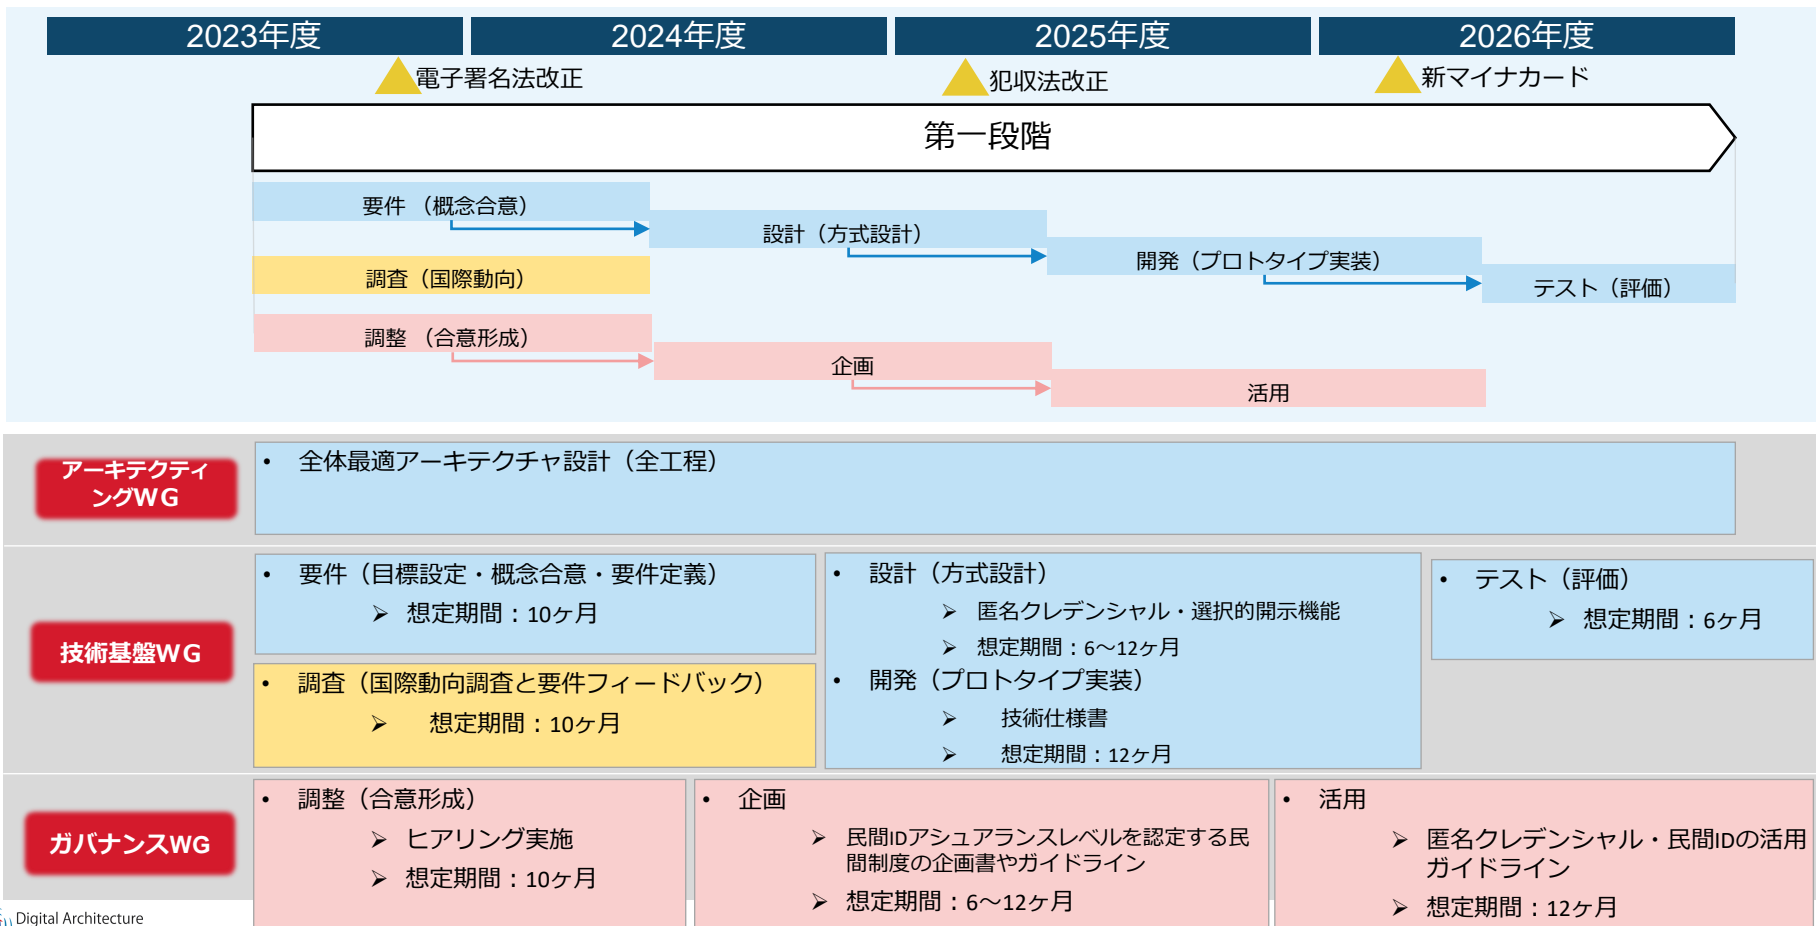 2023年度
2024年度
2025年度
2026年度
電子署名法改正
犯収法改正
新マイナカード
第一段階
要件 （概念合意）
設計（方式設計）
開発（プロトタイプ実装）
テスト（評価）
調査（国際動向）
調整 （合意形成）
企画
活用
アーキテクティ
ングWG
• 全体最適アーキテクチャ設計（全工程）
技術基盤WG
• 要件（目標設定・概念合意・要件定義）
➢ 想定期間：10ヶ月
• 調査（国際動向調査と要件フィードバック）
➢ 想定期間：10ヶ月
• 設計（方式設計）
➢ 匿名クレデンシャル・選択的開示機能
➢ 想定期間：6～12ヶ月
• 開発（プロトタイプ実装）
➢ 技術仕様書
➢ 想定期間：12ヶ月
• テスト（評価）
➢ 想定期間：6ヶ月
ガバナンスWG
• 調整（合意形成）
➢ ヒアリング実施
➢ 想定期間：10ヶ月
• 企画
➢ 民間IDアシュアランスレベルを認定する民
間制度の企画書やガイドライン
➢ 想定期間：6～12ヶ月
• 活用
➢ 匿名クレデンシャル・民間IDの活用
ガイドライン
➢ 想定期間：12ヶ月
Digital Architecture